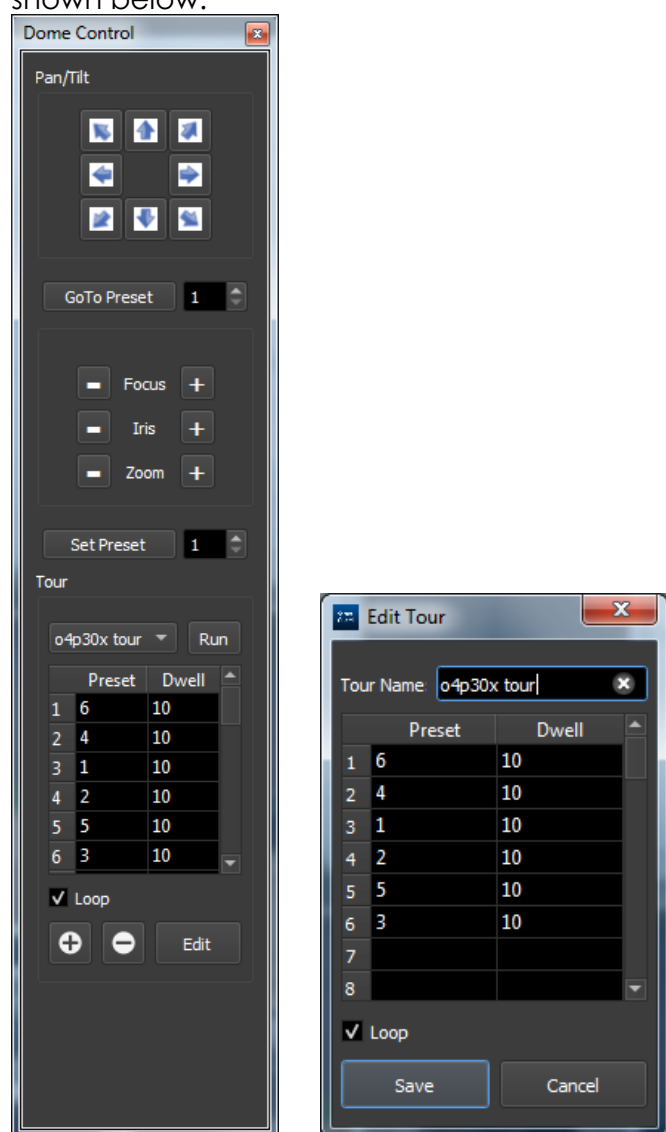 shown below.
Dome Control
Pan/Tilt
GoTo Preset 1
- Focus +
- Iris +
- Zoom +
Set Preset 1
Tour
o4p30x tour Run
Preset Dwell
1 6 10
2 4 10
3 1 10
4 2 10
5 5 10
6 3 10
Loop
Edit
Edit Tour
Tour Name: o4p30x tour
Preset Dwell
1 6 10
2 4 10
3 1 10
4 2 10
5 5 10
6 3 10
7
8
Loop
Save Cancel